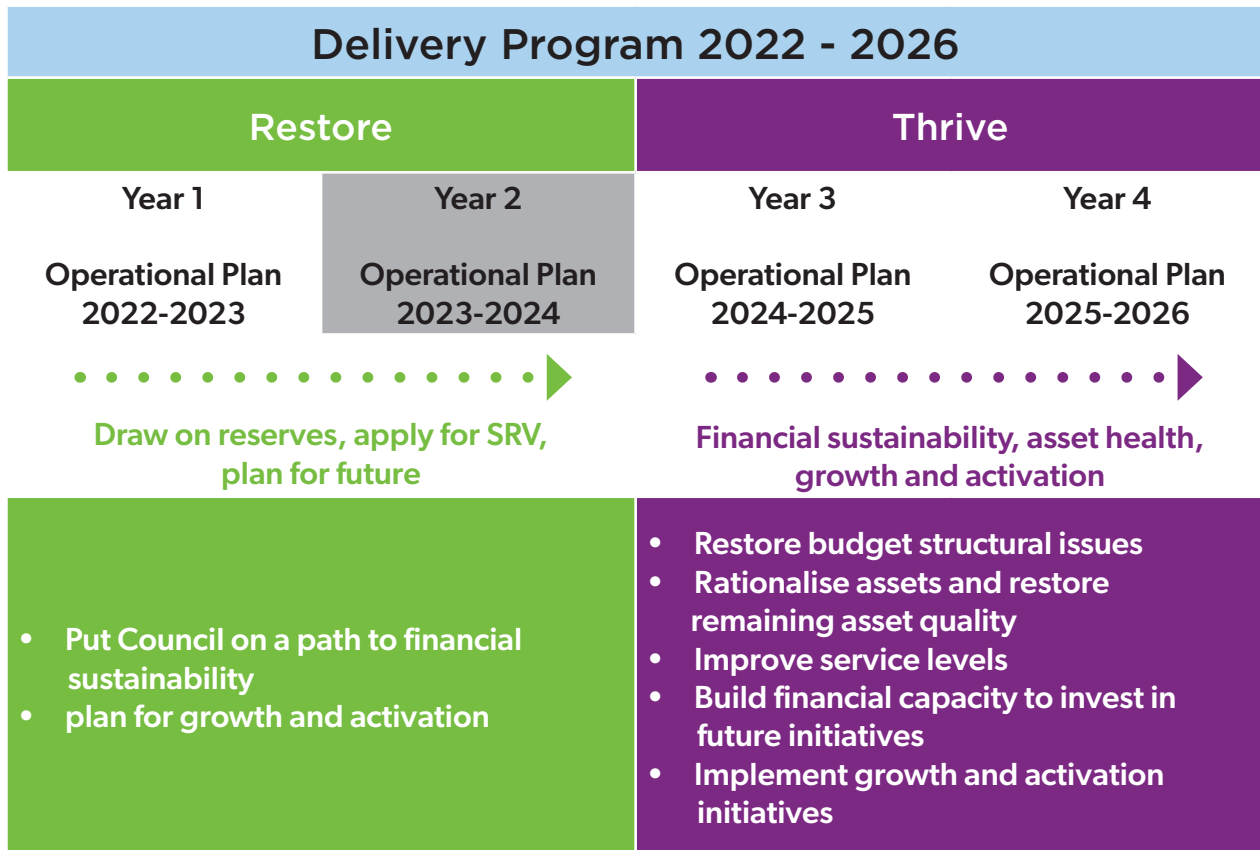 Delivery Program 2022 - 2026
Restore
Thrive
Year 1
Operational Plan
2022-2023
Year 2
Operational Plan
2023-2024
Year 3
Operational Plan
2024-2025
Year 4
Operational Plan
2025-2026
Draw on reserves, apply for SRV,
plan for future
Financial sustainability, asset health,
growth and activation
• Put Council on a path to financial
sustainability
• plan for growth and activation
• Restore budget structural issues
• Rationalise assets and restore
remaining asset quality
• Improve service levels
• Build financial capacity to invest in
future initiatives
• Implement growth and activation
initiatives